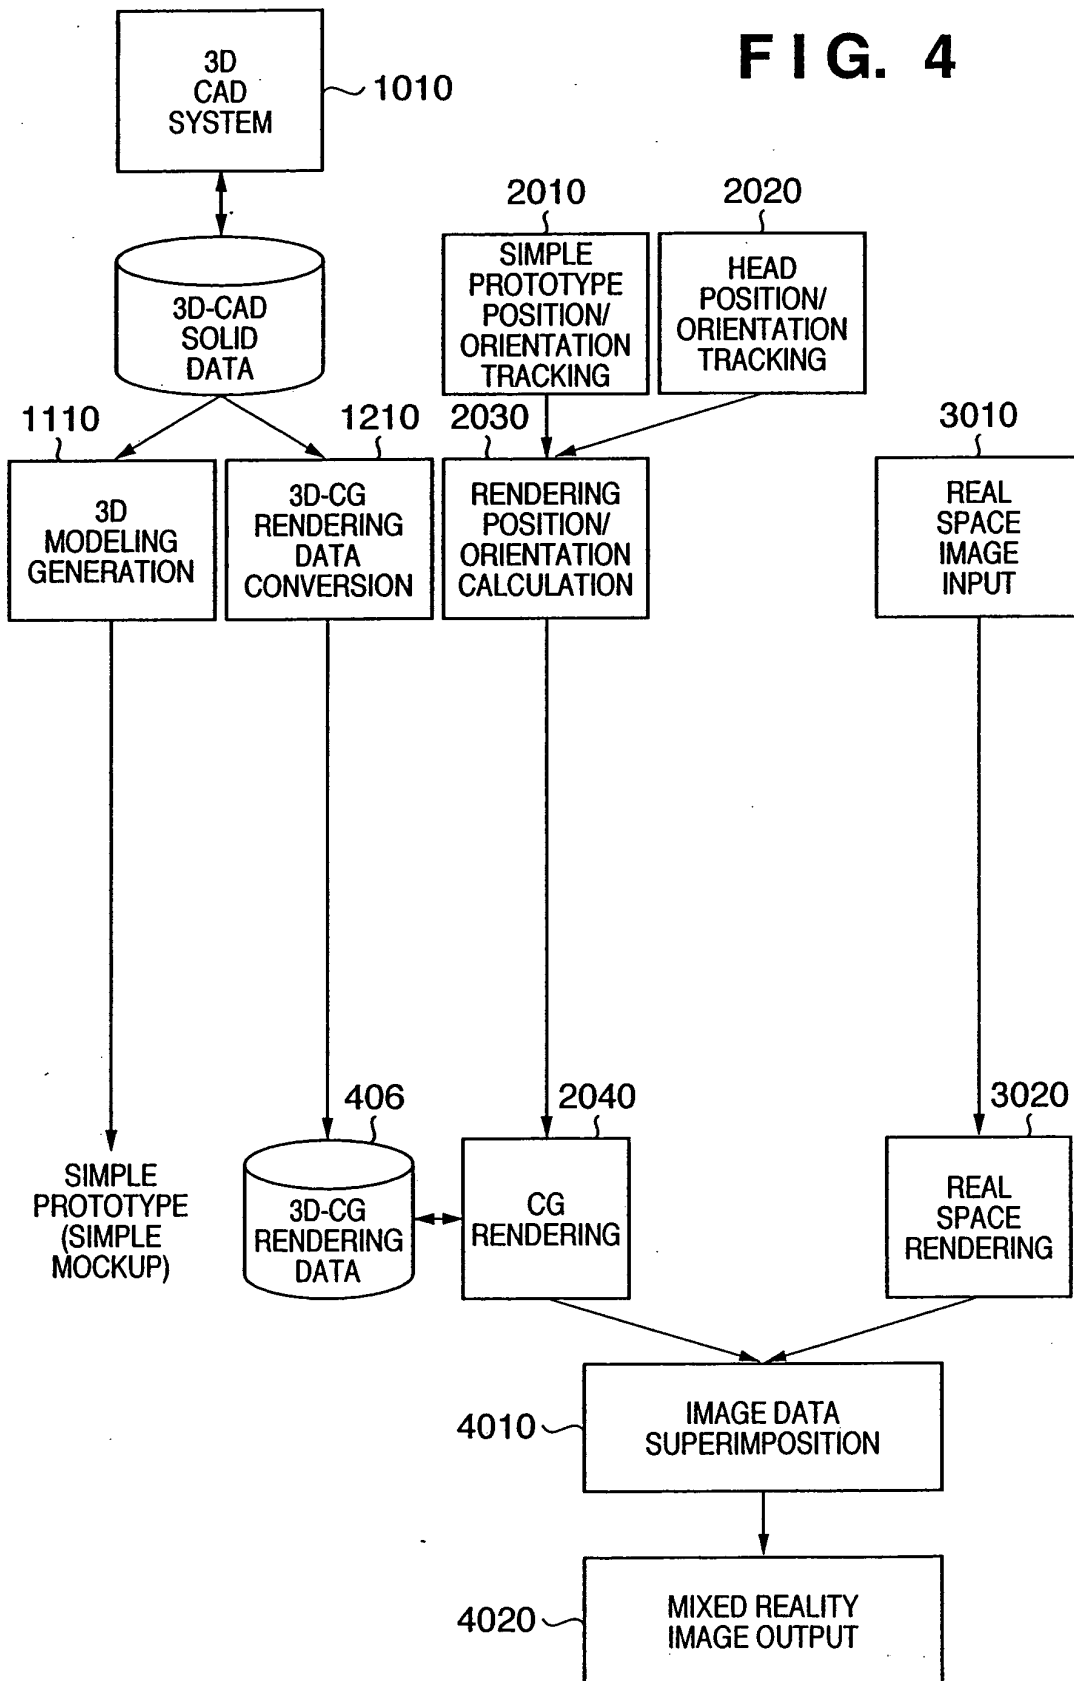 FIG. 4
3D
CAD
SYSTEM
1010
3D-CAD
SOLID
DATA
2010
SIMPLE
PROTOTYPE
POSITION/
ORIENTATION
TRACKING
2020
HEAD
POSITION/
ORIENTATION
TRACKING
1110
3D
MODELING
GENERATION
1210
3D-CG
RENDERING
DATA
CONVERSION
2030
RENDERING
POSITION/
ORIENTATION
CALCULATION
3010
REAL
SPACE
IMAGE
INPUT
SIMPLE
PROTOTYPE
(SIMPLE
MOCKUP)
406
3D-CG
RENDERING
DATA
2040
CG
RENDERING
3020
REAL
SPACE
RENDERING
4010
IMAGE DATA
SUPERIMPOSITION
4020
MIXED REALITY
IMAGE OUTPUT